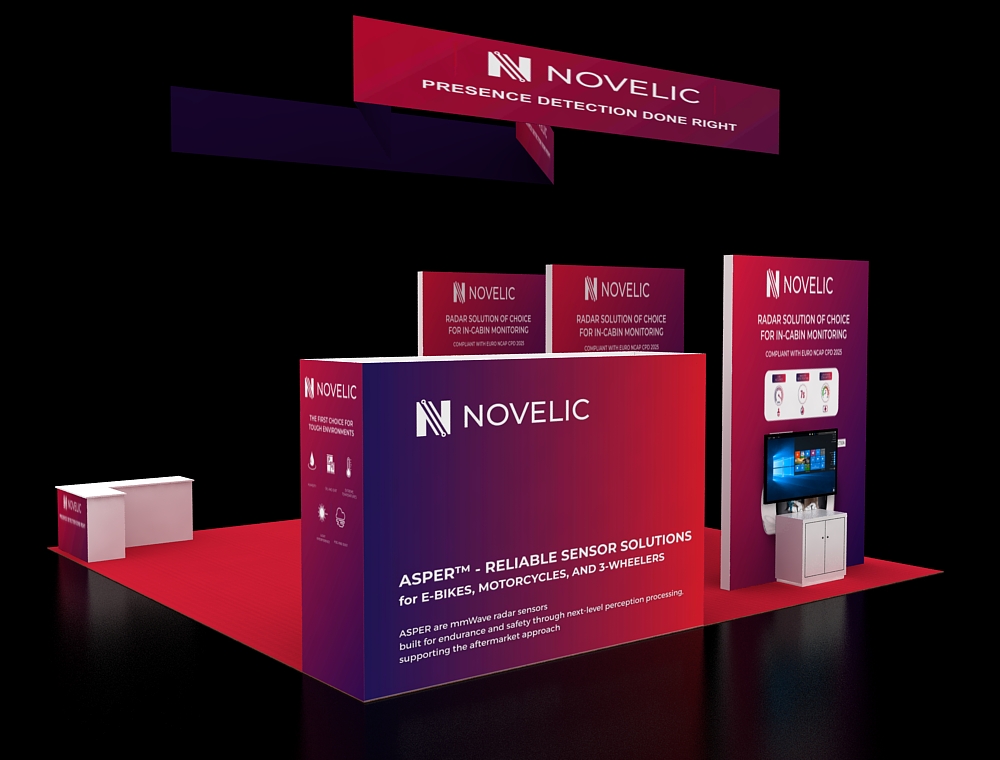 NOVELIC
PRESENCE DETECTION DONE RIGHT
NOVELIC
RADAR SOLUTION OF CHOICE
FOR IN-CABIN MONITORING
COMPLIANT WITH EURO NCAP CPD 2025
NOVELIC
RADAR SOLUTION OF CHOICE
FOR IN-CABIN MONITORING
COMPLIANT WITH EURO NCAP CPD 2025
NOVELIC
RADAR SOLUTION OF CHOICE
FOR IN-CABIN MONITORING
COMPLIANT WITH EURO NCAP CPD 2025
NOVELIC
THE FIRST CHOICE FOR
TOUGH ENVIRONMENTS
NOVELIC
ASPER™ - RELIABLE SENSOR SOLUTIONS
for E-BIKES, MOTORCYCLES, AND 3-WHEELERS
ASPER are mmWave radar sensors
built for endurance and safety through next-level perception processing,
supporting the aftermarket approach
NOVELIC